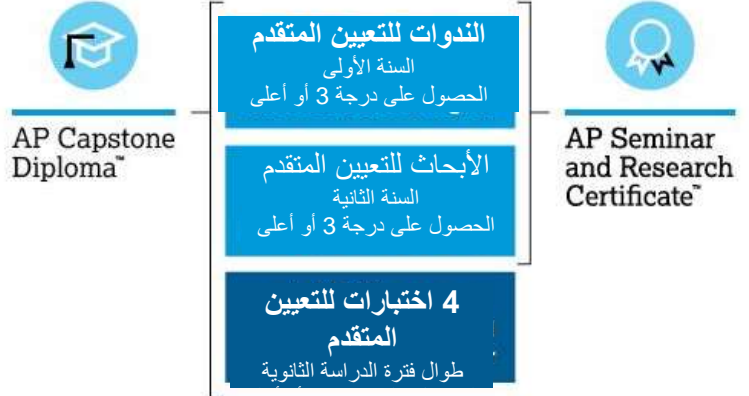 الندوات للتعيين المتقدم
السنة الأولى
الحصول على درجة 3 أو أعلى
AP Capstone
Diploma™
AP Seminar
and Research
Certificate™
الأبحاث للتعيين المتقدم
السنة الثانية
الحصول على درجة 3 أو أعلى
4 اختبارات للتعيين
المتقدم
طوال فترة الدراسة الثانوية